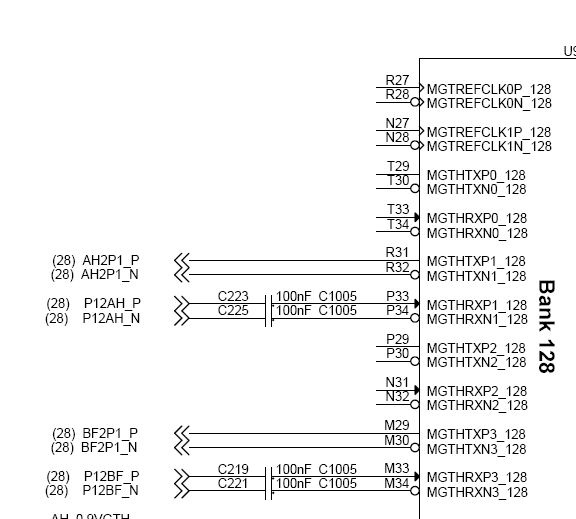 U9
R27 MGTREFCLK0P_128
R28 MGTREFCLK0N_128
N27 MGTREFCLK1P_128
N28 MGTREFCLK1N_128
T29 MGTHTXP0_128
T30 MGTHTXN0_128
T33 MGTHRXP0_128
T34 MGTHRXN0_128
(28) AH2P1_P R31 MGTHTXP1_128
(28) AH2P1_N R32 MGTHTXN1_128
(28) P12AH_P C223 100nF C1005 P33 MGTHRXP1_128
(28) P12AH_N C225 100nF C1005 P34 MGTHRXN1_128
Bank 128
P29 MGTHTXP2_128
P30 MGTHTXN2_128
N31 MGTHRXP2_128
N32 MGTHRXN2_128
(28) BF2P1_P M29 MGTHTXP3_128
(28) BF2P1_N M30 MGTHTXN3_128
(28) P12BF_P C219 100nF C1005 M33 MGTHRXP3_128
(28) P12BF_N C221 100nF C1005 M34 MGTHRXN3_128